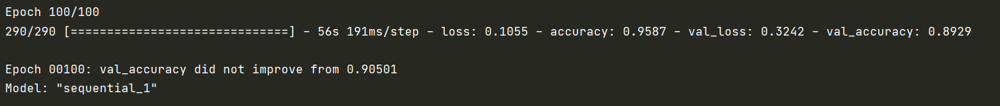 Epoch 100/100
290/290 [==============================] - 56s 191ms/step - loss: 0.1055 - accuracy: 0.9587 - val_loss: 0.3242 - val_accuracy: 0.8929
Epoch 00100: val_accuracy did not improve from 0.90501
Model: "sequential_1"